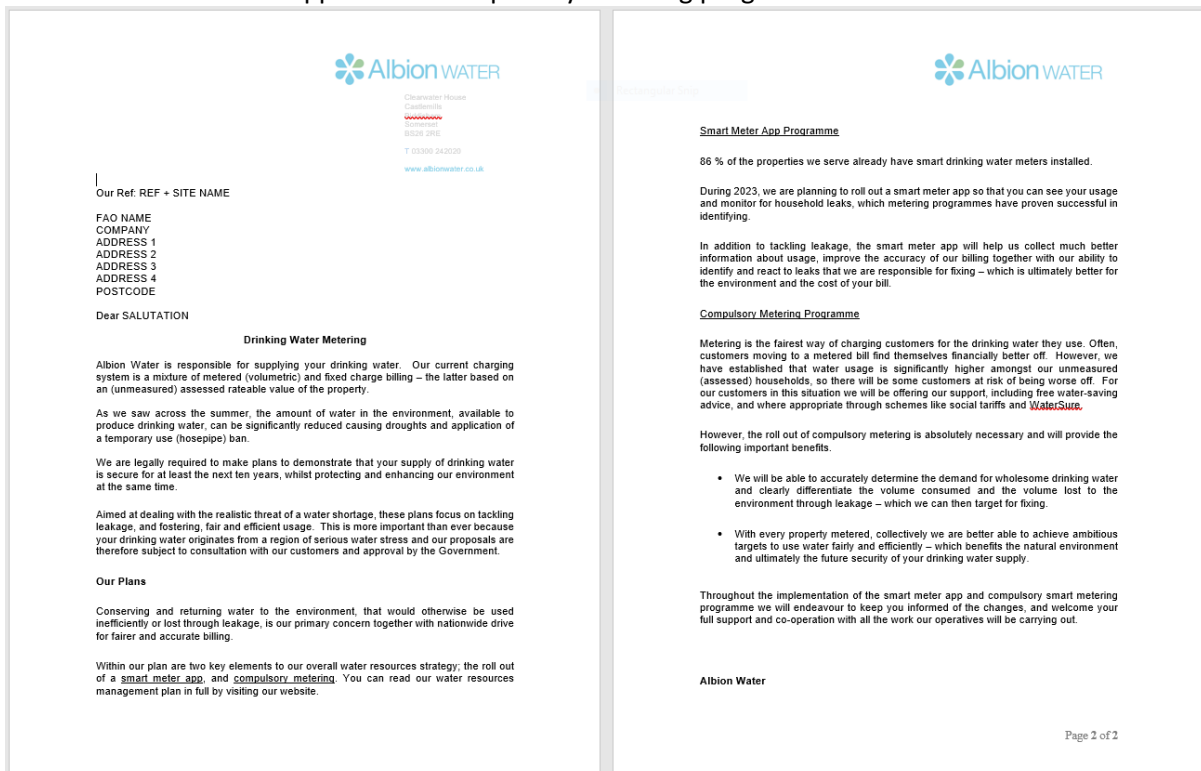 Albion WATER
Clearwater House
Castlemills
Somerset
BS26 2RE
T 03300 242020
www.albionwater.co.uk
Our Ref: REF + SITE NAME
FAO NAME
COMPANY
ADDRESS 1
ADDRESS 2
ADDRESS 3
ADDRESS 4
POSTCODE
Dear SALUTATION
Drinking Water Metering
Albion Water is responsible for supplying your drinking water. Our current charging
system is a mixture of metered (volumetric) and fixed charge billing – the latter based on
an (unmeasured) assessed rateable value of the property.
As we saw across the summer, the amount of water in the environment, available to
produce drinking water, can be significantly reduced causing droughts and application of
a temporary use (hosepipe) ban.
We are legally required to make plans to demonstrate that your supply of drinking water
is secure for at least the next ten years, whilst protecting and enhancing our environment
at the same time.
Aimed at dealing with the realistic threat of a water shortage, these plans focus on tackling
leakage, and fostering, fair and efficient usage. This is more important than ever because
your drinking water originates from a region of serious water stress and our proposals are
therefore subject to consultation with our customers and approval by the Government.
Our Plans
Conserving and returning water to the environment, that would otherwise be used
inefficiently or lost through leakage, is our primary concern together with nationwide drive
for fairer and accurate billing.
Within our plan are two key elements to our overall water resources strategy; the roll out
of a smart meter app, and compulsory metering. You can read our water resources
management plan in full by visiting our website.
Albion WATER
Rectangular Snip
Smart Meter App Programme
86 % of the properties we serve already have smart drinking water meters installed.
During 2023, we are planning to roll out a smart meter app so that you can see your usage
and monitor for household leaks, which metering programmes have proven successful in
identifying.
In addition to tackling leakage, the smart meter app will help us collect much better
information about usage, improve the accuracy of our billing together with our ability to
identify and react to leaks that we are responsible for fixing – which is ultimately better for
the environment and the cost of your bill.
Compulsory Metering Programme
Metering is the fairest way of charging customers for the drinking water they use. Often,
customers moving to a metered bill find themselves financially better off. However, we
have established that water usage is significantly higher amongst our unmeasured
(assessed) households, so there will be some customers at risk of being worse off. For
our customers in this situation we will be offering our support, including free water-saving
advice, and where appropriate through schemes like social tariffs and WaterSure.
However, the roll out of compulsory metering is absolutely necessary and will provide the
following important benefits.
• We will be able to accurately determine the demand for wholesome drinking water
and clearly differentiate the volume consumed and the volume lost to the
environment through leakage – which we can then target for fixing.
• With every property metered, collectively we are better able to achieve ambitious
targets to use water fairly and efficiently – which benefits the natural environment
and ultimately the future security of your drinking water supply.
Throughout the implementation of the smart meter app and compulsory smart metering
programme we will endeavour to keep you informed of the changes, and welcome your
full support and co-operation with all the work our operatives will be carrying out.
Albion Water
Page 2 of 2